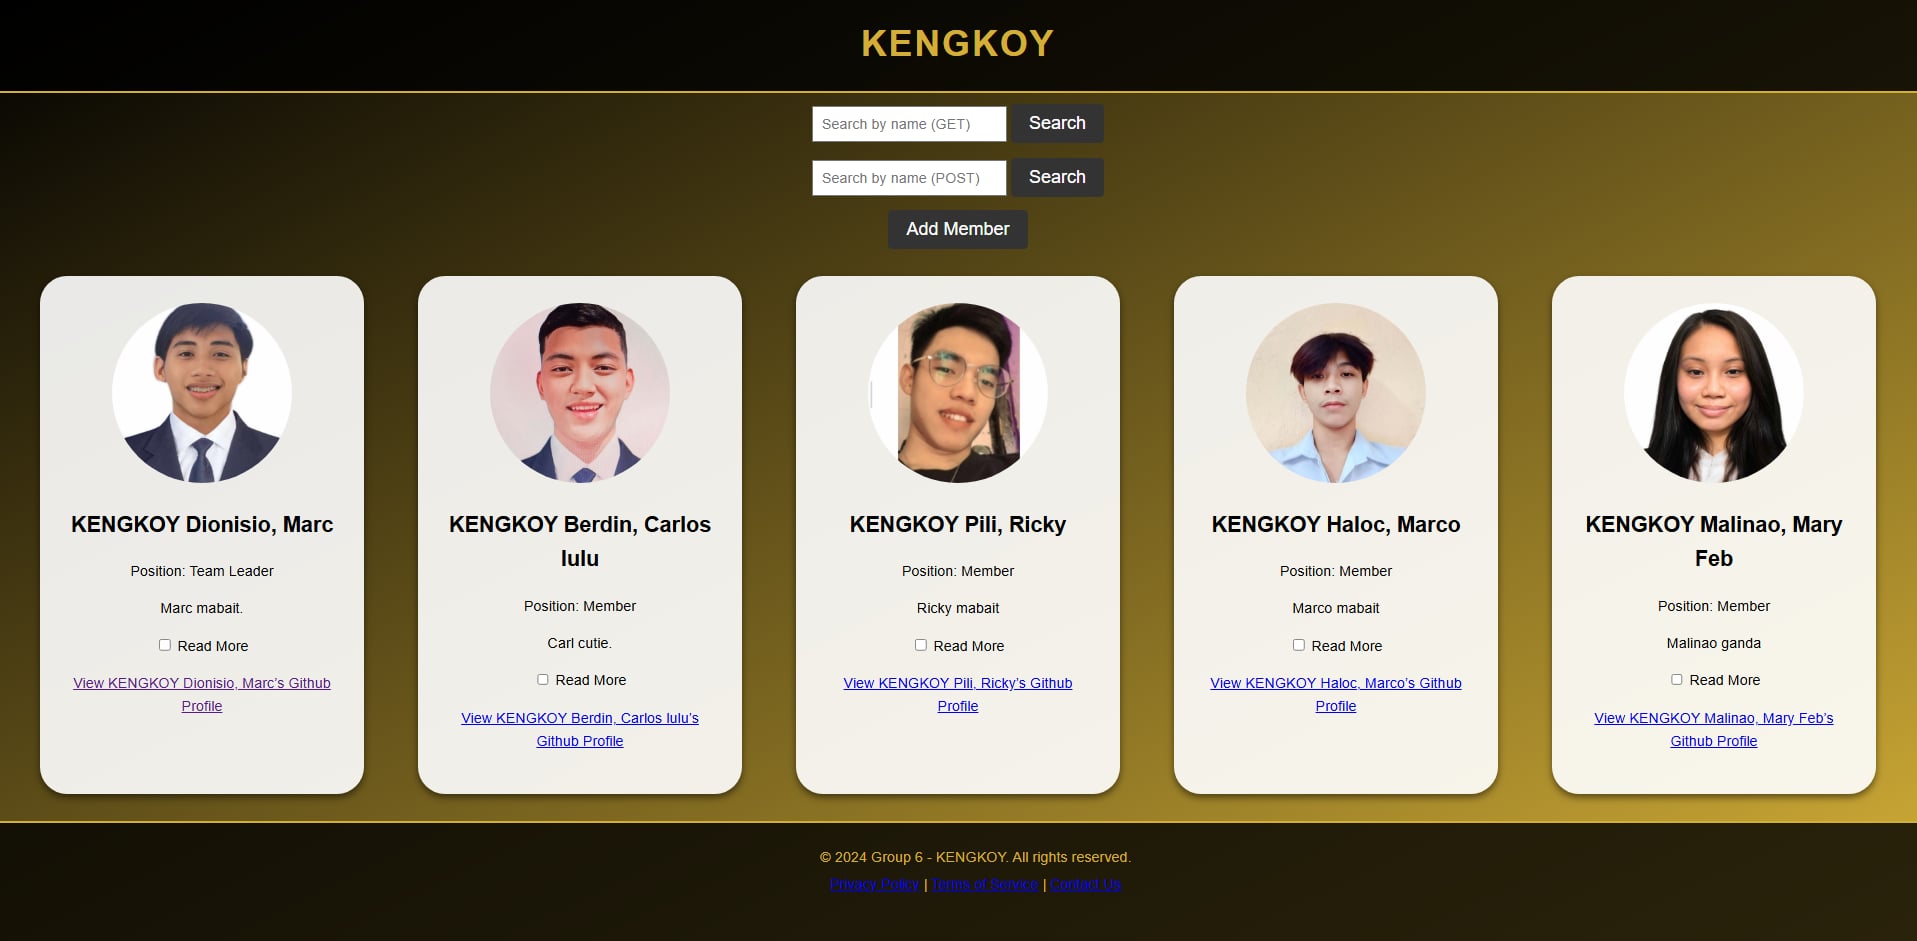 KENGKOY
Search by name (GET)
Search
Search by name (POST)
Search
Add Member
KENGKOY Dionisio, Marc
Position: Team Leader
Marc mabait.
Read More
View KENGKOY Dionisio, Marc's Github
Profile
KENGKOY Berdin, Carlos
lulu
Position: Member
Carl cutie.
Read More
View KENGKOY Berdin, Carlos lulu's
Github Profile
KENGKOY Pili, Ricky
Position: Member
Ricky mabait
Read More
View KENGKOY Pili, Ricky's Github
Profile
KENGKOY Haloc, Marco
Position: Member
Marco mabait
Read More
View KENGKOY Haloc, Marco's Github
Profile
KENGKOY Malinao, Mary
Feb
Position: Member
Malinao ganda
Read More
View KENGKOY Malinao, Mary Feb's
Github Profile
© 2024 Group 6 - KENGKOY. All rights reserved.
Privacy Policy | Terms of Service | Contact Us